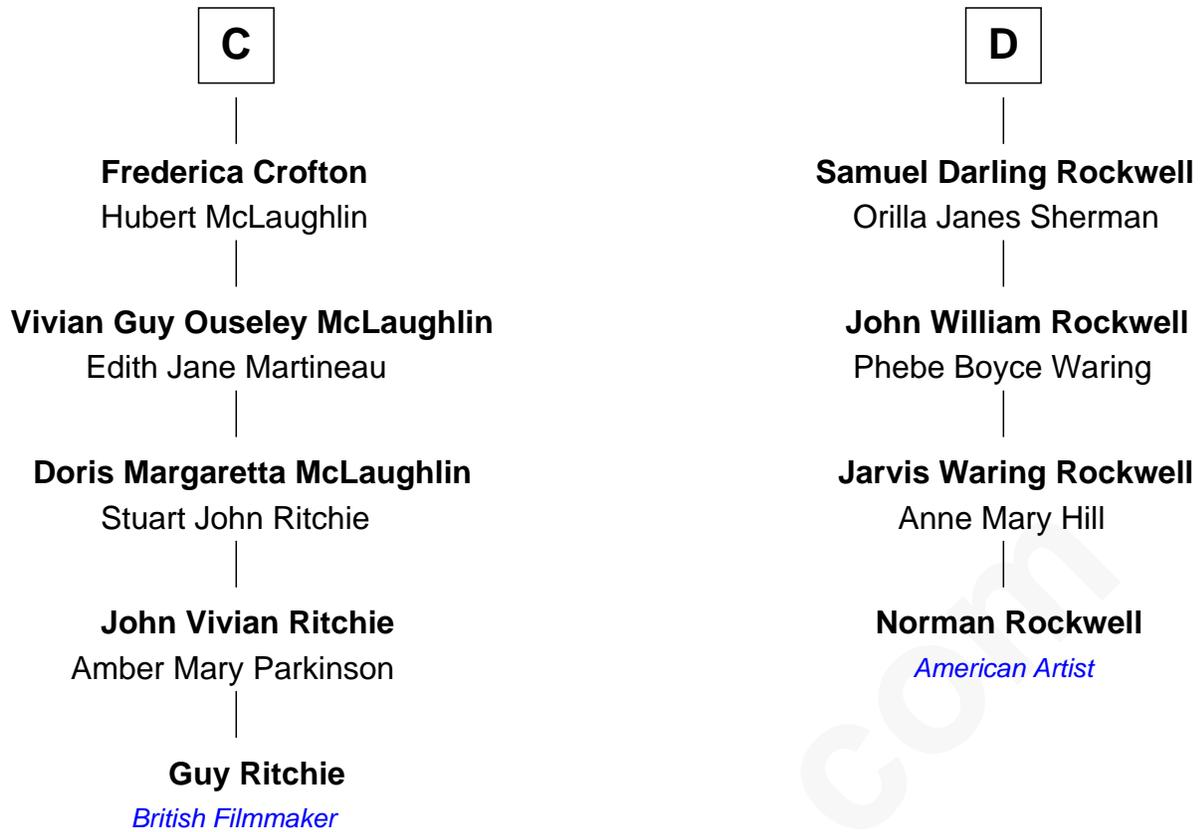 C
Frederica Crofton
Hubert McLaughlin
Vivian Guy Ouseley McLaughlin
Edith Jane Martineau
Doris Margaretta McLaughlin
Stuart John Ritchie
John Vivian Ritchie
Amber Mary Parkinson
Guy Ritchie
British Filmmaker
D
Samuel Darling Rockwell
Orilla Janes Sherman
John William Rockwell
Phebe Boyce Waring
Jarvis Waring Rockwell
Anne Mary Hill
Norman Rockwell
American Artist
com